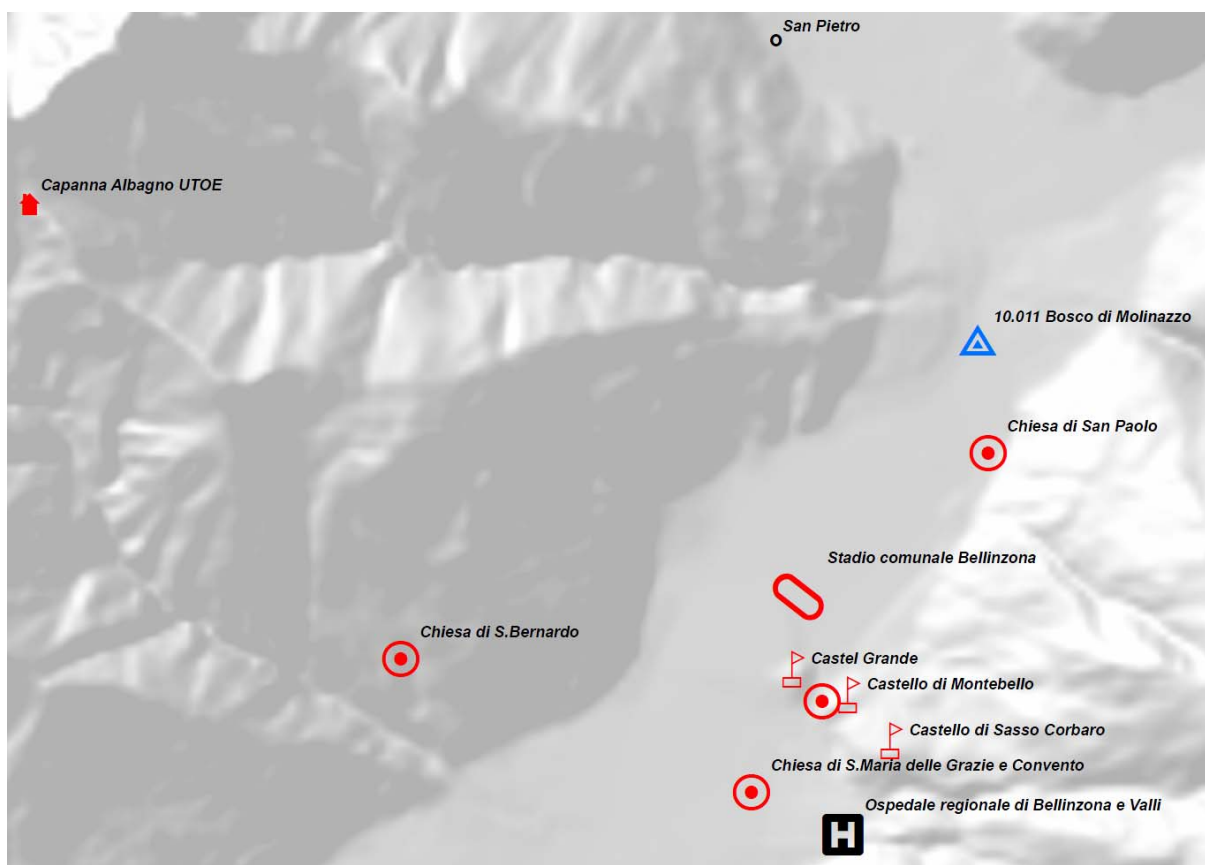 San Pietro
Capanna Albagno UTOE
10.011 Bosco di Molinazzo
Chiesa di San Paolo
Stadio comunale Bellinzona
Chiesa di S.Bernardo
Castel Grande
Castello di Montebello
Castello di Sasso Corbaro
Chiesa di S.Maria delle Grazie e Convento
Ospedale regionale di Bellinzona e Valli
H